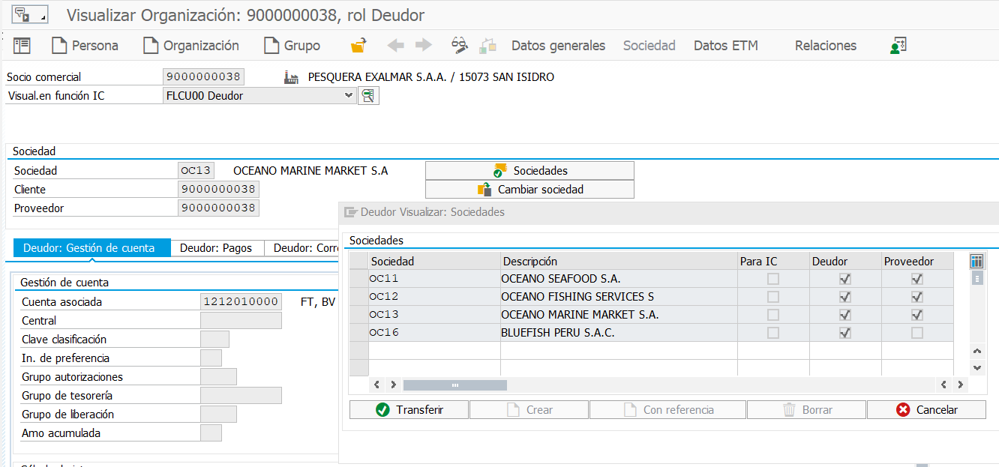 Visualizar Organización: 9000000038, rol Deudor
Persona Organización Grupo Datos generales Sociedad Datos ETM Relaciones
Socio comercial 9000000038 PESQUERA EXALMAR S.A.A. / 15073 SAN ISIDRO
Visual.en función IC FLCU00 Deudor
Sociedad
Sociedad OC13 OCEANO MARINE MARKET S.A Sociedades
Cliente 9000000038 Cambiar sociedad
Proveedor 9000000038
Deudor: Gestión de cuenta Deudor: Pagos Deudor: Corre
Gestión de cuenta
Cuenta asociada 1212010000 FT, BV
Central
Clave clasificación
In. de preferencia
Grupo autorizaciones
Grupo de tesorería
Grupo de liberación
Amo acumulada
Deudor Visualizar: Sociedades
Sociedades
Sociedad Descripción Para IC Deudor Proveedor
OC11 OCEANO SEAFOOD S.A.
OC12 OCEANO FISHING SERVICES S
OC13 OCEANO MARINE MARKET S.A.
OC16 BLUEFISH PERU S.A.C.
Transferir Crear Con referencia Borrar Cancelar